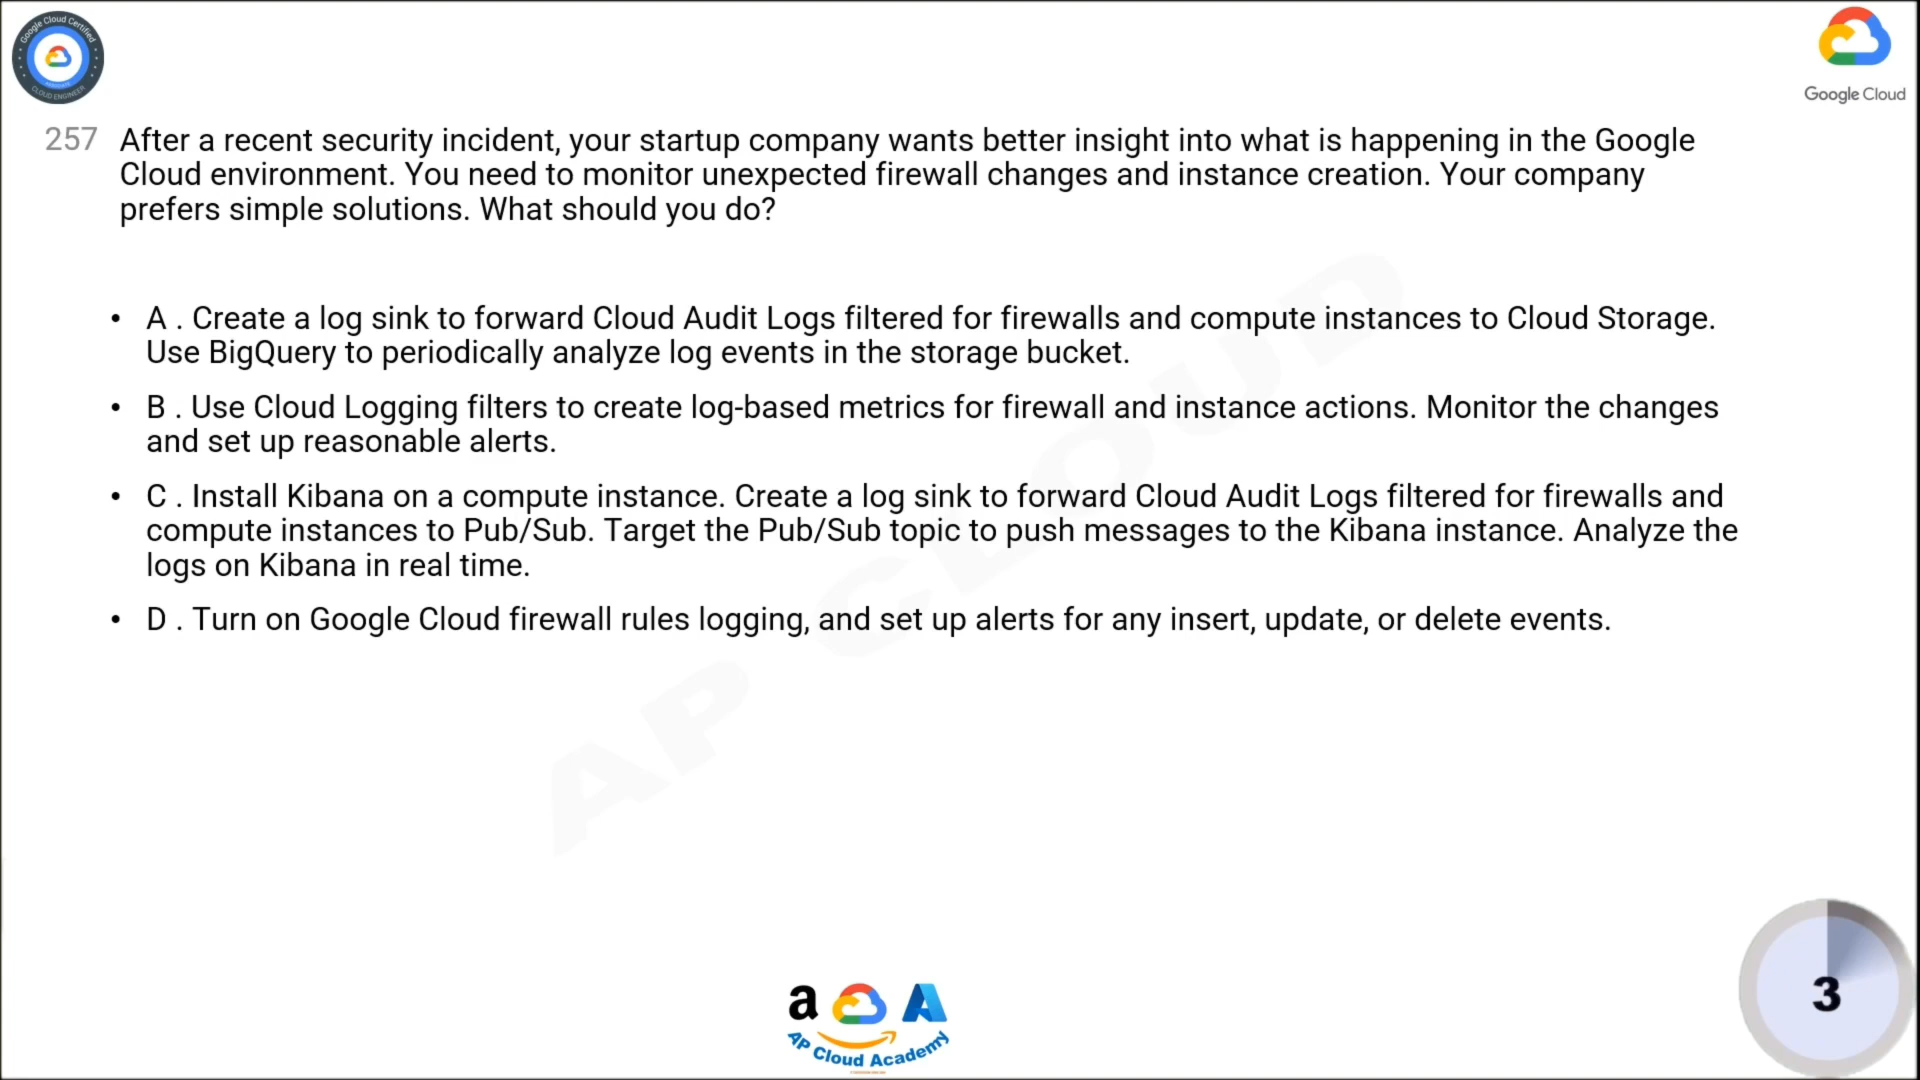 Google Cloud Certified
ASSOCIATE
CLOUD ENGINEER
Google Cloud
257 After a recent security incident, your startup company wants better insight into what is happening in the Google
Cloud environment. You need to monitor unexpected firewall changes and instance creation. Your company
prefers simple solutions. What should you do?
• A . Create a log sink to forward Cloud Audit Logs filtered for firewalls and compute instances to Cloud Storage.
Use BigQuery to periodically analyze log events in the storage bucket.
• B . Use Cloud Logging filters to create log-based metrics for firewall and instance actions. Monitor the changes
and set up reasonable alerts.
• C . Install Kibana on a compute instance. Create a log sink to forward Cloud Audit Logs filtered for firewalls and
compute instances to Pub/Sub. Target the Pub/Sub topic to push messages to the Kibana instance. Analyze the
logs on Kibana in real time.
• D . Turn on Google Cloud firewall rules logging, and set up alerts for any insert, update, or delete events.
AP CLOUD
3
a
AP Cloud Academy